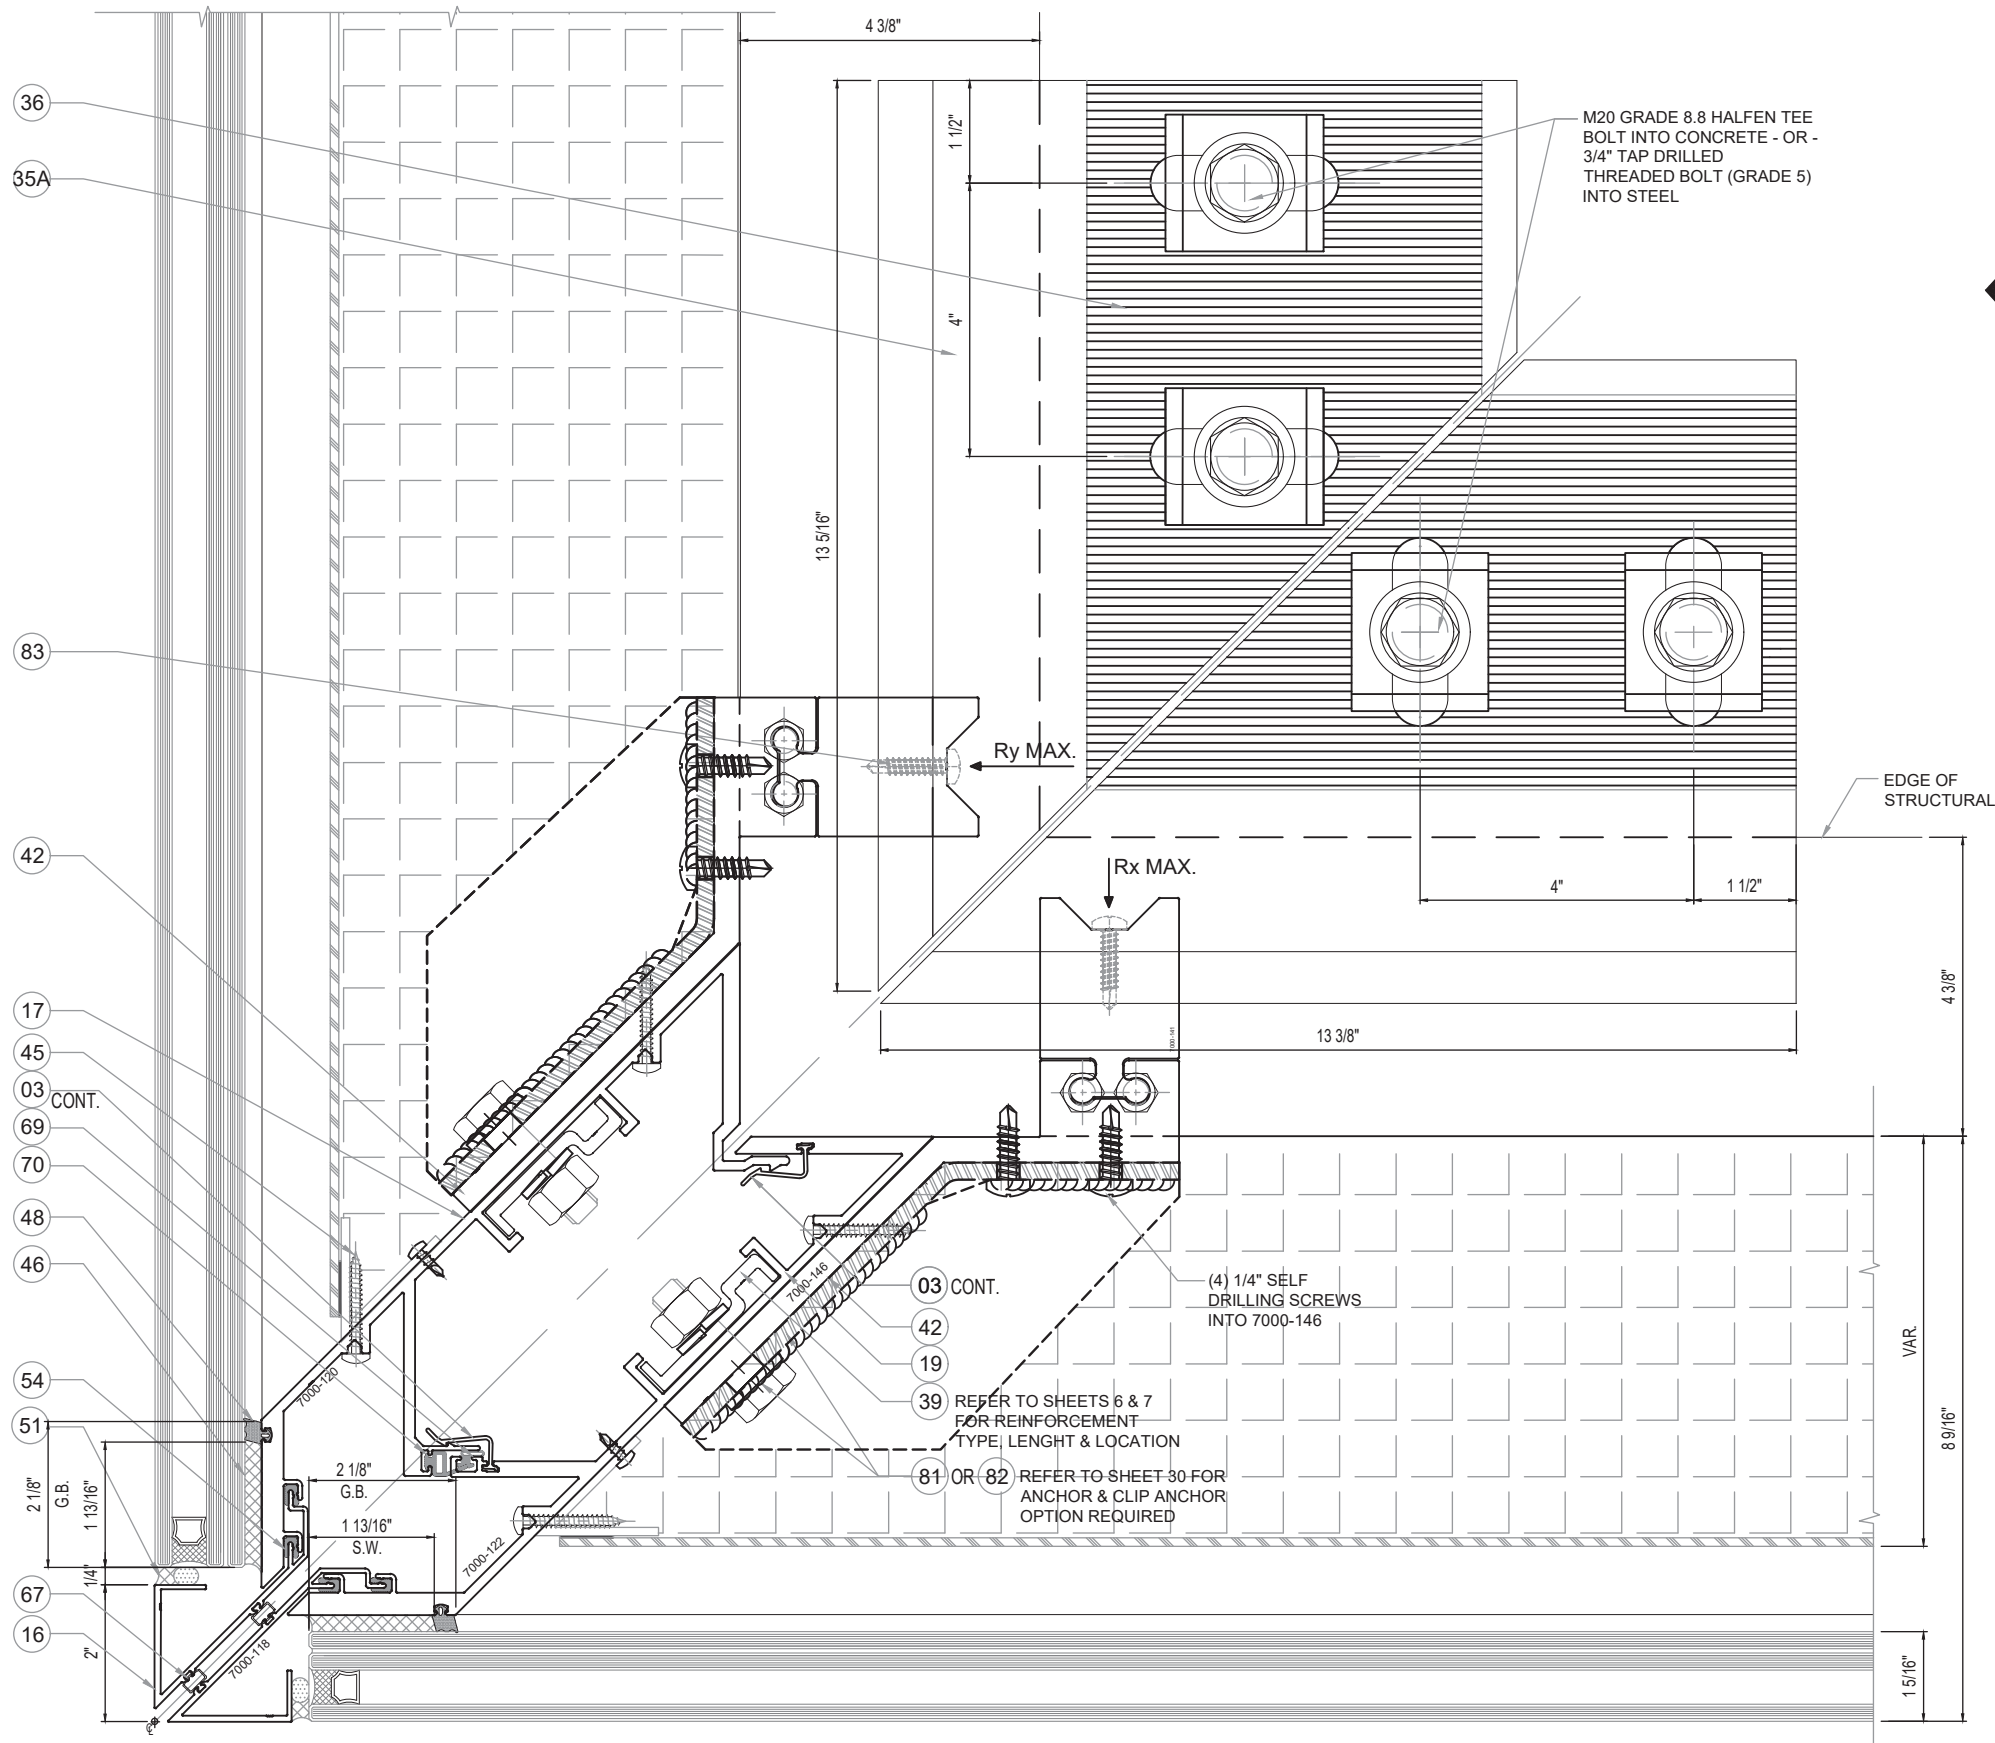 4 3/8"
36
35A
1 1/2"
M20 GRADE 8.8 HALFEN TEE
BOLT INTO CONCRETE - OR -
3/4" TAP DRILLED
THREADED BOLT (GRADE 5)
INTO STEEL
4"
13 5/16"
83
Ry MAX.
EDGE OF
STRUCTURAL
42
Rx MAX.
4"
1 1/2"
4 3/8"
17
45
03
CONT.
69
70
48
46
13 3/8"
7000-141
7000-146
03 CONT.
42
19
39 REFER TO SHEETS 6 & 7
FOR REINFORCEMENT
TYPE, LENGHT & LOCATION
81 OR 82 REFER TO SHEET 30 FOR
ANCHOR & CLIP ANCHOR
OPTION REQUIRED
(4) 1/4" SELF
DRILLING SCREWS
INTO 7000-146
VAR.
8 9/16"
54
51
7000-120
2 1/8"
G.B.
1 13/16"
2 1/8"
G.B.
1 13/16"
S.W.
7000-122
1/4"
67
16
2"
7000-118
1 5/16"